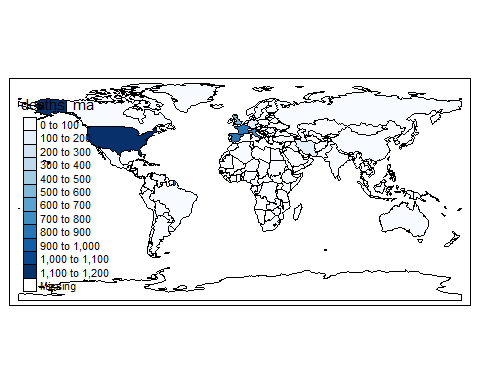 deaths_ma
0 to 100
100 to 200
200 to 300
300 to 400
400 to 500
500 to 600
600 to 700
700 to 800
800 to 900
900 to 1,000
1,000 to 1,100
1,100 to 1,200
Missing